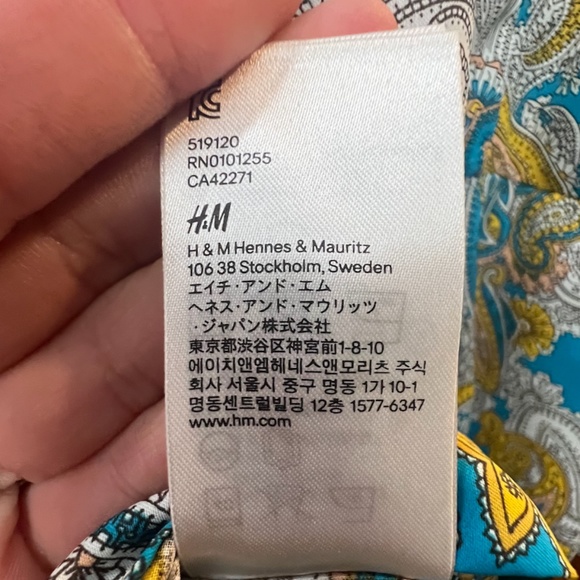 519120
RN0101255
CA42271
H&M
H & M Hennes & Mauritz
106 38 Stockholm, Sweden
エイチ·アンド·エム
ヘネス·アンド·マウリッツ
·ジャパン株式会社
東京都渋谷区神宮前1-8-10
에이치앤엠헤네스앤모리츠 주식
회사 서울시 중구 명동 1가 10-1
명동센트럴빌딩 12층 1577-6347
www.hm.com